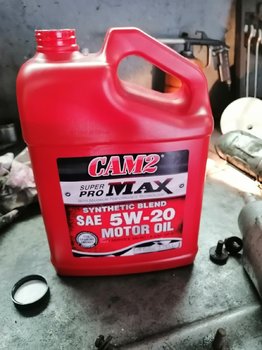 CAM2
SUPER
PRO MAX
SYNTHETIC BLEND
SAE 5W-20
MOTOR OIL